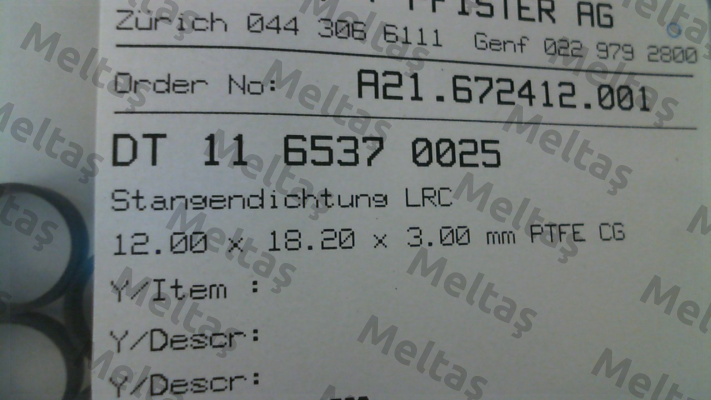 PFISTER AG
Zürich 044 306 6111 Genf 022 979 2800
Order No: A21.672412.001
DT 11 6537 0025
Stangendichtung LRC
12.00 x 18.20 x 3.00 mm PTFE CG
Y/Item :
Y/Descr:
Y/Descr:
Meltaş